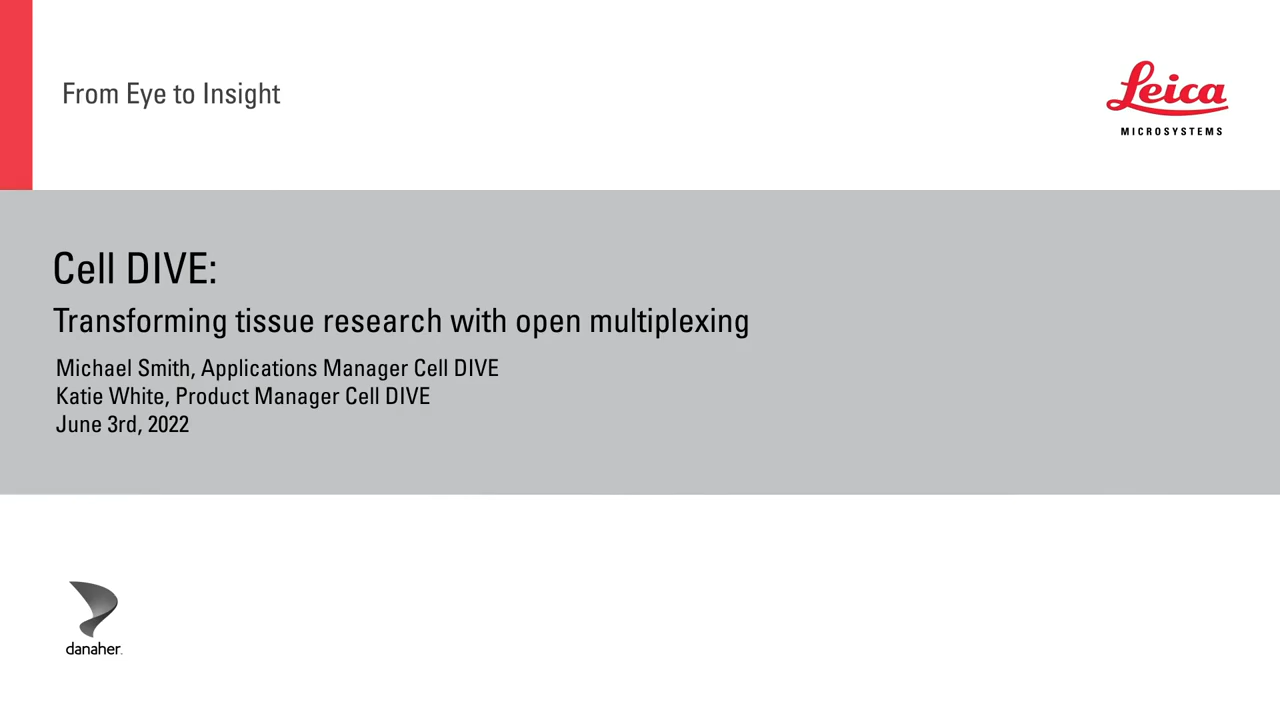 From Eye to Insight
Leica
MICROSYSTEMS
Cell DIVE:
Transforming tissue research with open multiplexing
Michael Smith, Applications Manager Cell DIVE
Katie White, Product Manager Cell DIVE
June 3rd, 2022
danaher.